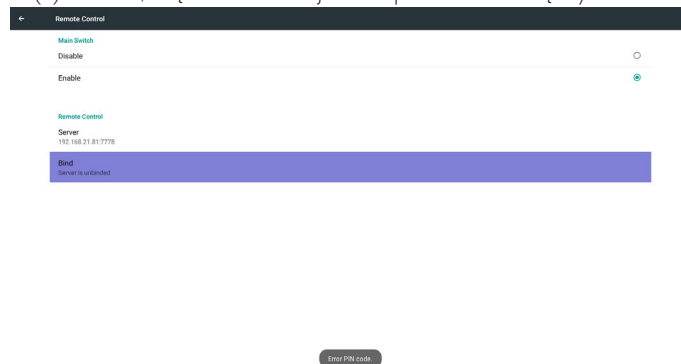 Remote Control
Main Switch
Disable
Enable
Remote Control
Server
192.168.21.81:7778
Bind
Server is unbinded
Error PIN code.